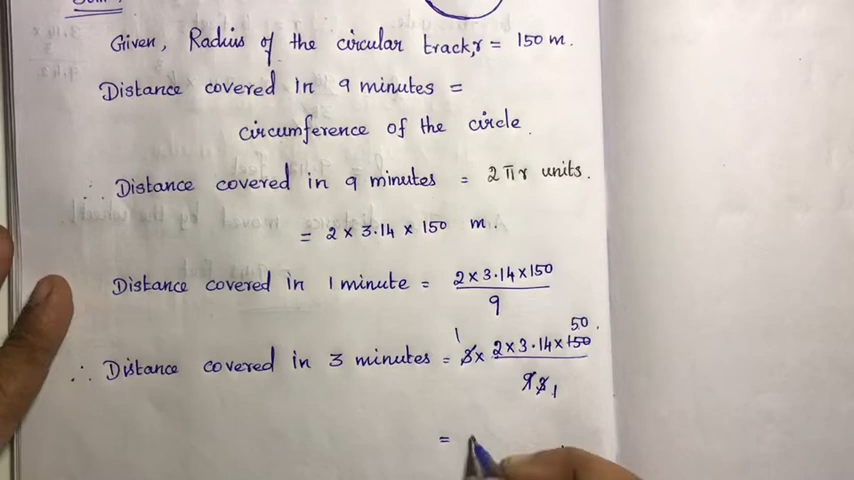 Given, Radius of the circular track, r = 150 m.
Distance covered in 9 minutes =
circumference of the circle.
∴ Distance covered in 9 minutes = 2πr units.
= 2 × 3.14 × 150 m.
Distance covered in 1 minute = 2 × 3.14 × 150
9
50
1
∴ Distance covered in 3 minutes = 3 × 2 × 3.14 × 150
9 3 1
=